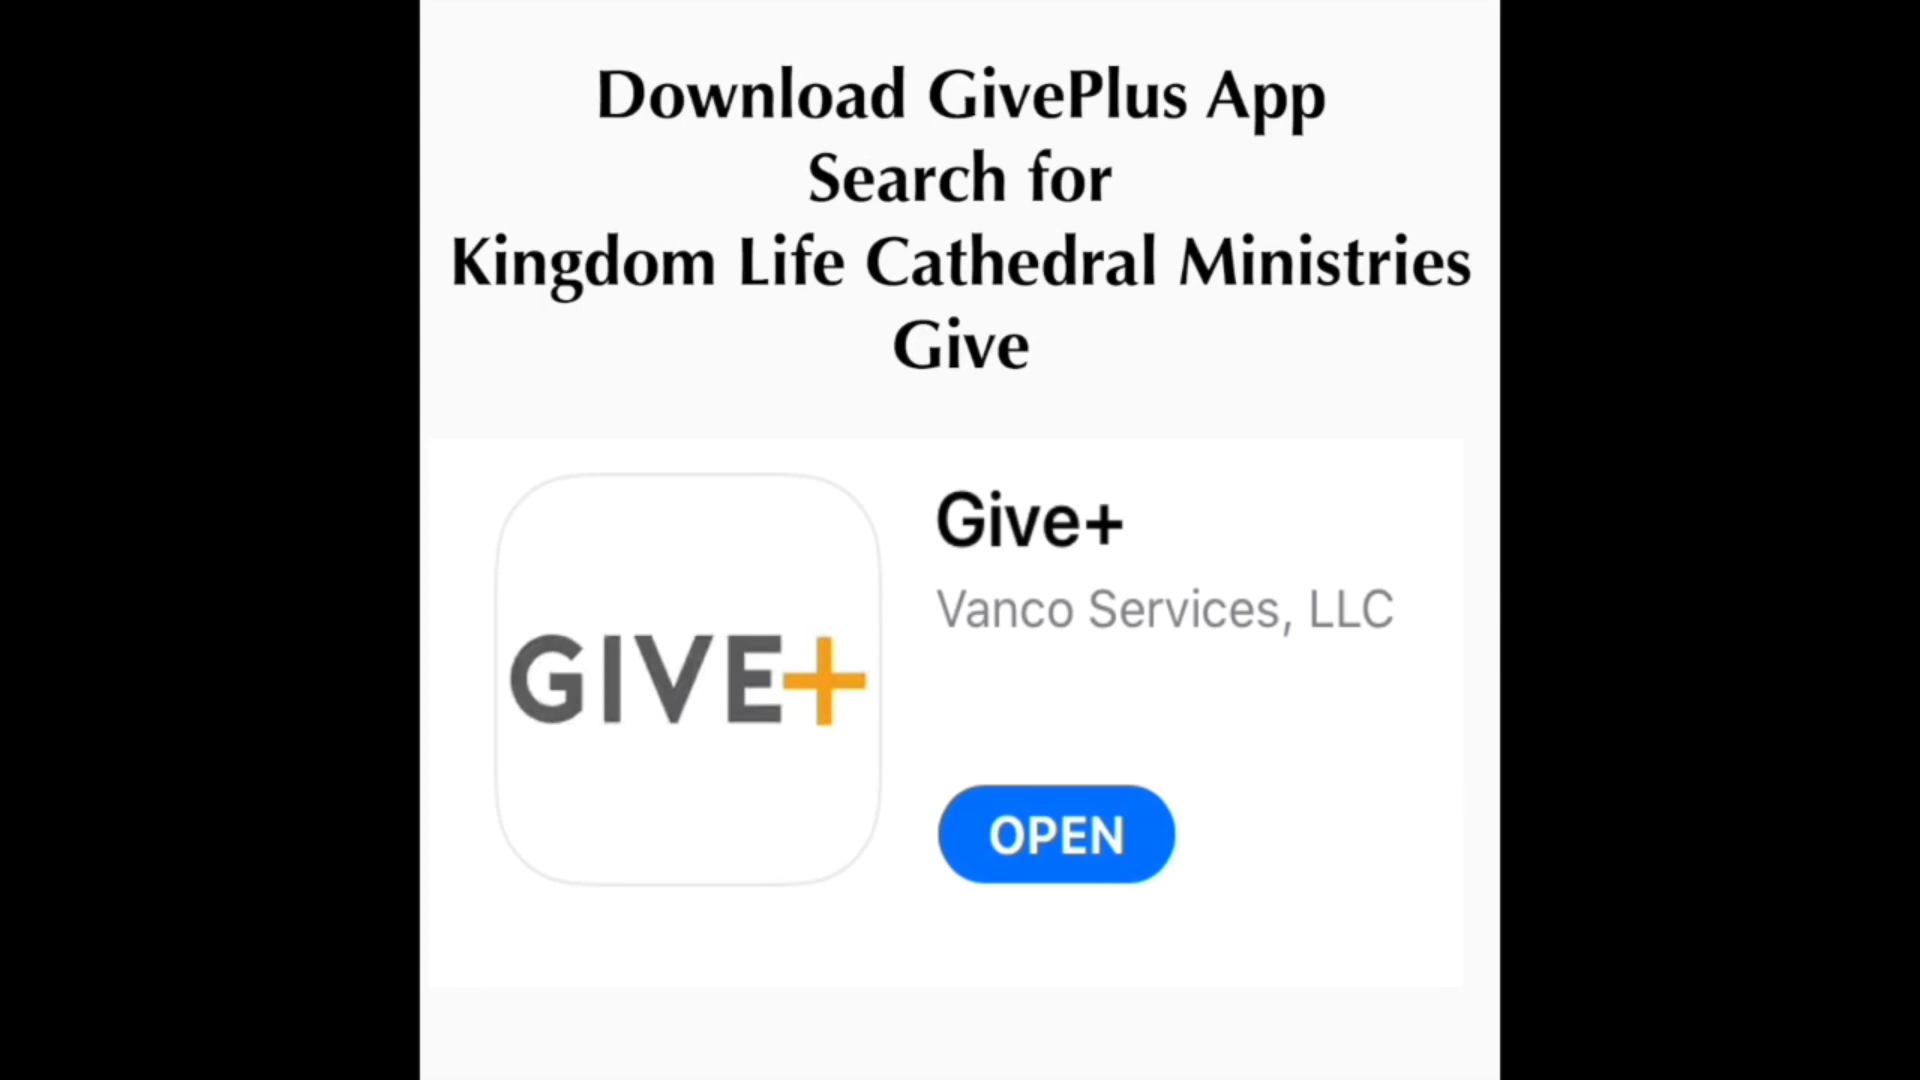 Download GivePlus App
Search for
Kingdom Life Cathedral Ministries
Give
Give+
Vanco Services, LLC
GIVE+
OPEN